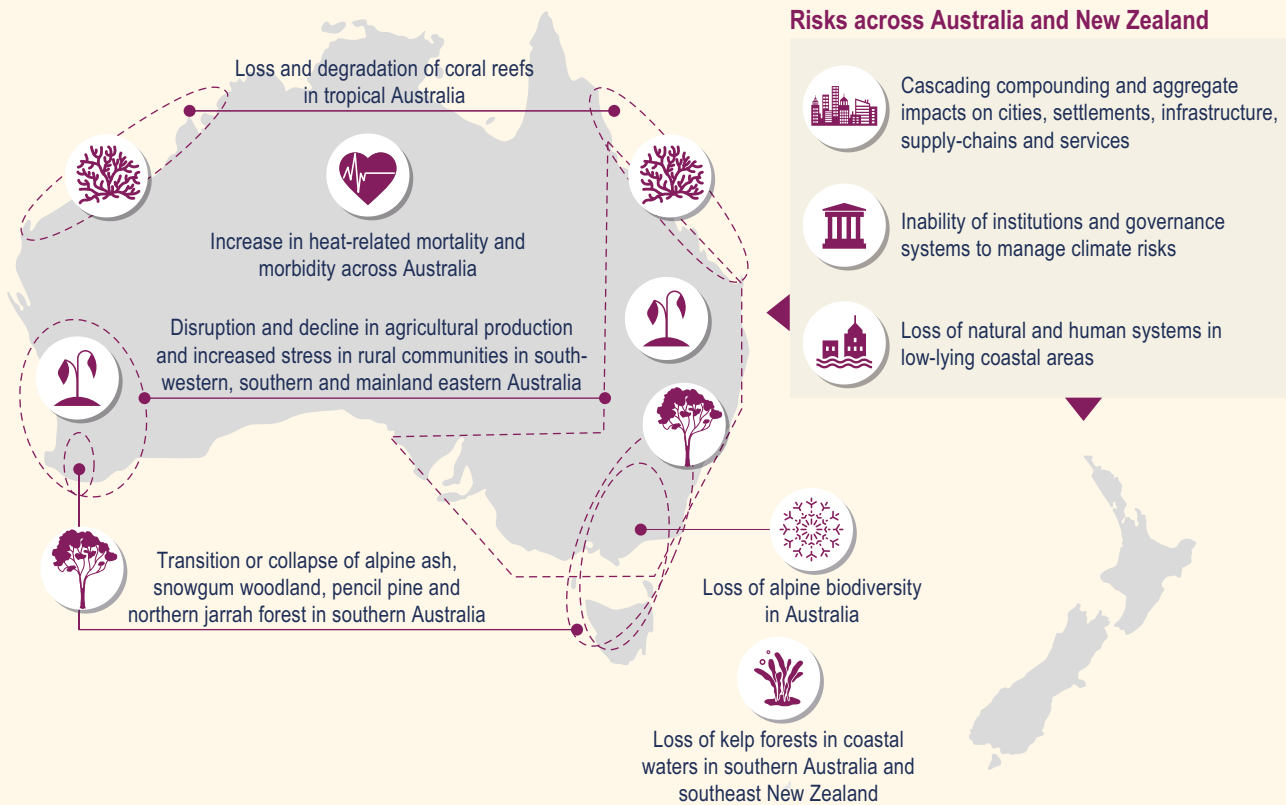 Risks across Australia and New Zealand
Cascading compounding and aggregate
impacts on cities, settlements, infrastructure,
supply-chains and services
Inability of institutions and governance
systems to manage climate risks
Loss of natural and human systems in
low-lying coastal areas
Loss and degradation of coral reefs
in tropical Australia
Increase in heat-related mortality and
morbidity across Australia
Disruption and decline in agricultural production
and increased stress in rural communities in south-
western, southern and mainland eastern Australia
Transition or collapse of alpine ash,
snowgum woodland, pencil pine and
northern jarrah forest in southern Australia
Loss of alpine biodiversity
in Australia
Loss of kelp forests in coastal
waters in southern Australia and
southeast New Zealand